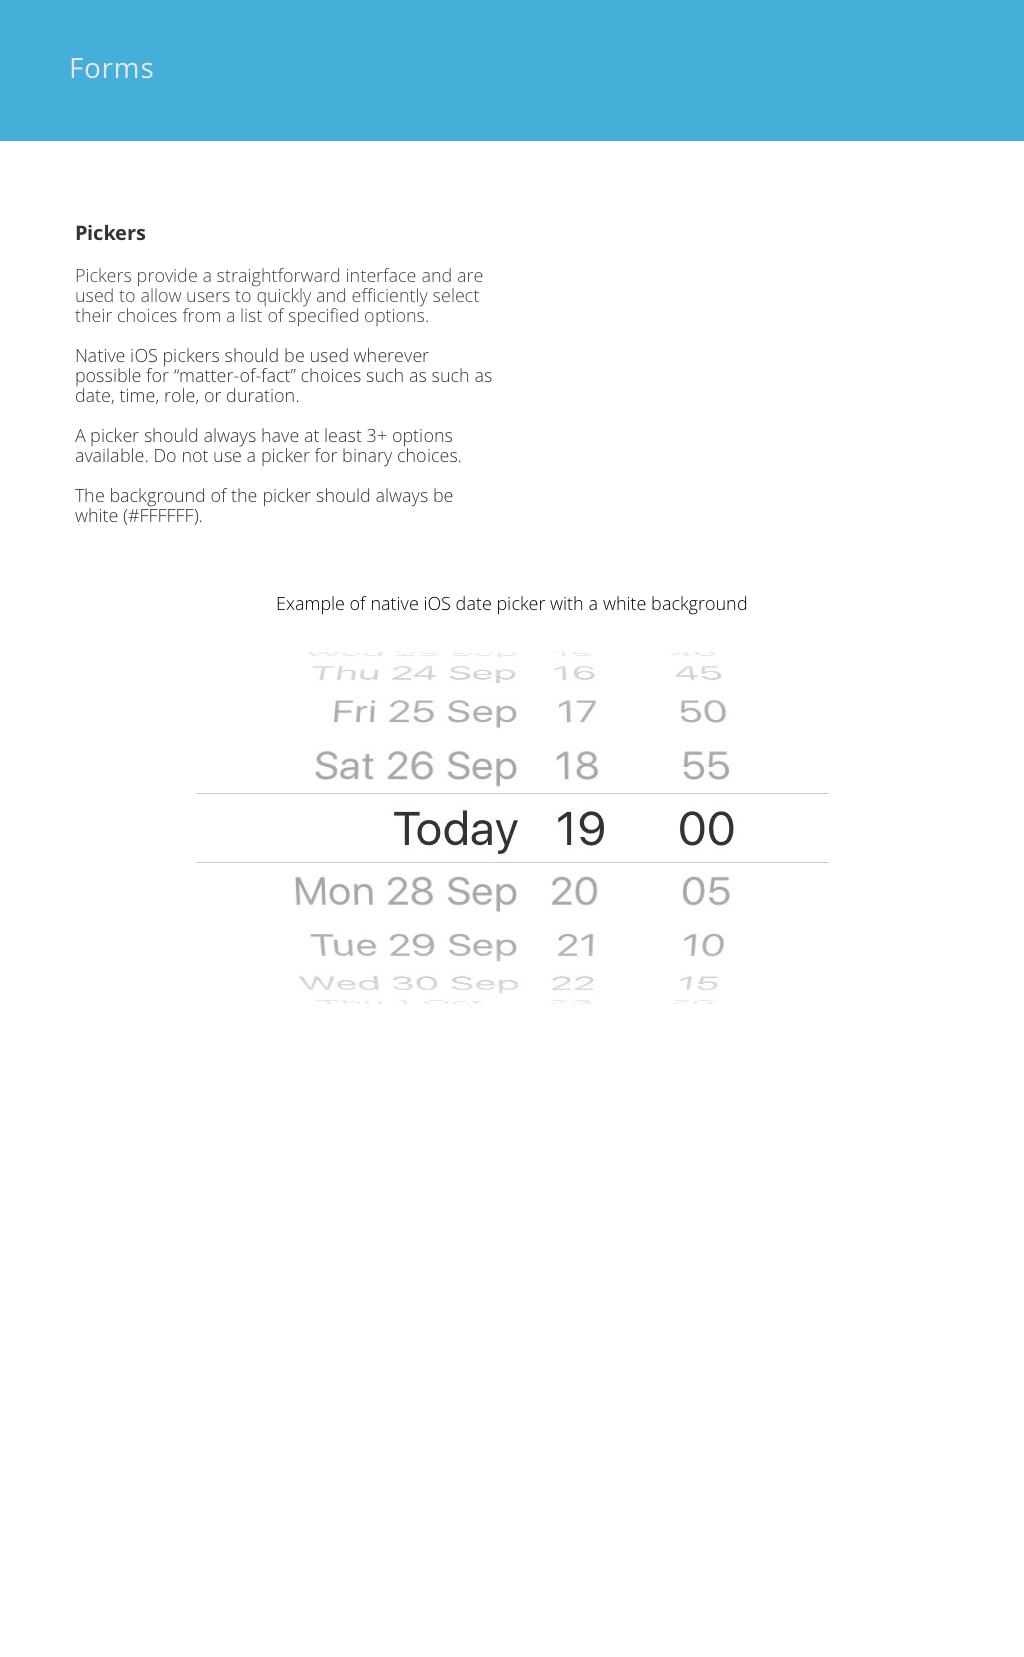 Forms
Pickers
Pickers provide a straightforward interface and are
used to allow users to quickly and efficiently select
their choices from a list of specified options.
Native iOS pickers should be used wherever
possible for “matter-of-fact” choices such as such as
date, time, role, or duration.
A picker should always have at least 3+ options
available. Do not use a picker for binary choices.
The background of the picker should always be
white (#FFFFFF).
Example of native iOS date picker with a white background
Thu 24 Sep 16 45
Fri 25 Sep 17 50
Sat 26 Sep 18 55
Today 19 00
Mon 28 Sep 20 05
Tue 29 Sep 21 10
Wed 30 Sep 22 15